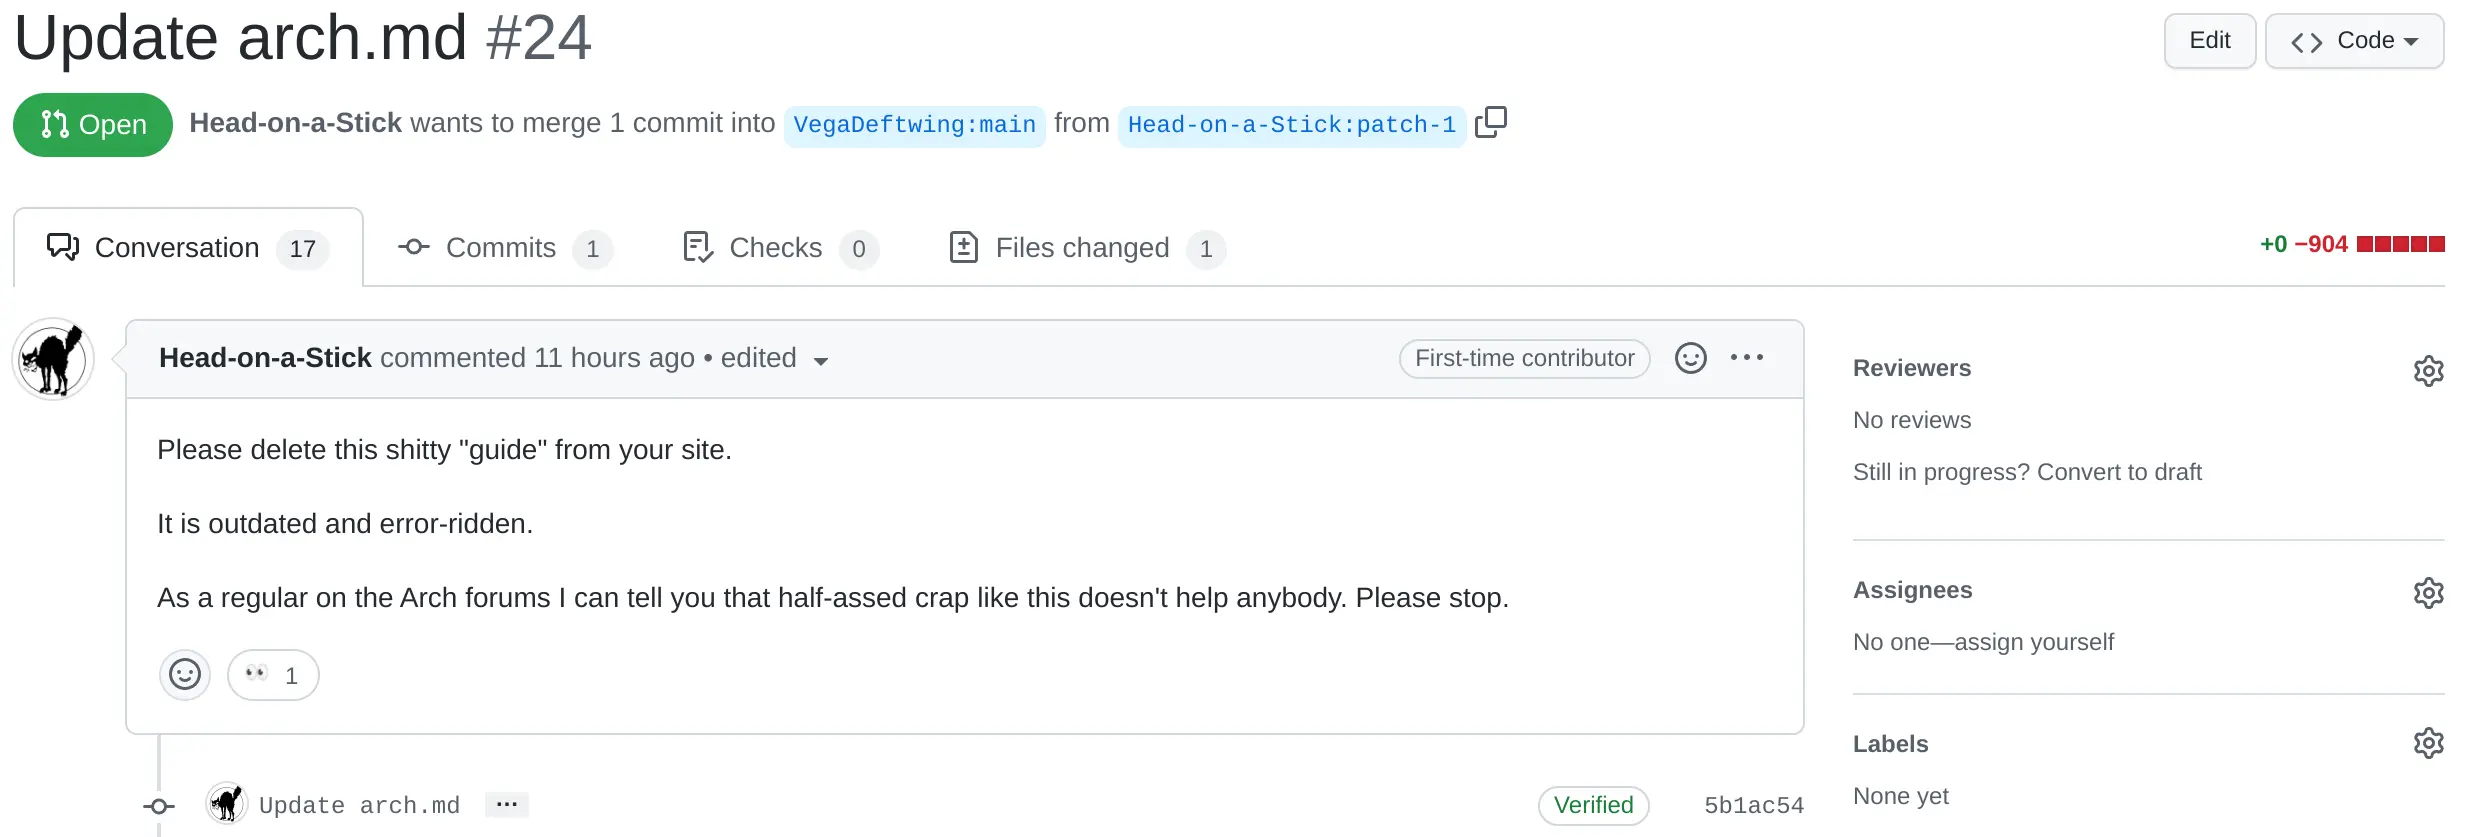 Update arch.md #24
Edit
Code
Open
Head-on-a-Stick wants to merge 1 commit into VegaDeftwing:main from Head-on-a-Stick:patch-1
Conversation 17
Commits 1
Checks 0
Files changed 1
+0 −904
Head-on-a-Stick commented 11 hours ago • edited
First-time contributor
Please delete this shitty "guide" from your site.
It is outdated and error-ridden.
As a regular on the Arch forums I can tell you that half-assed crap like this doesn't help anybody. Please stop.
1
Update arch.md
Verified
5b1ac54
Reviewers
No reviews
Still in progress? Convert to draft
Assignees
No one—assign yourself
Labels
None yet